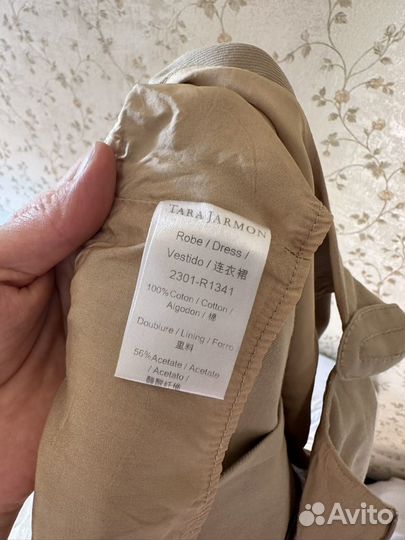 TARA JARMON
Robe / Dress /
Vestido / 连衣裙
2301-R1341
100% Coton / Cotton /
Algodon / 棉
Doublure / Lining / Forro
里料
56% Acetate / Acetate
/ Acetato /
醋酸纤维
Avito